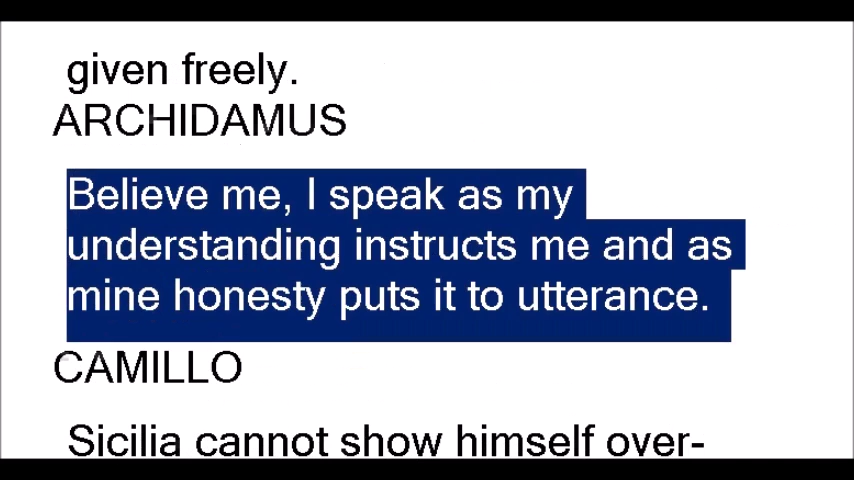 given freely.
ARCHIDAMUS
Believe me, I speak as my
understanding instructs me and as
mine honesty puts it to utterance.
CAMILLO
Sicilia cannot show himself over-